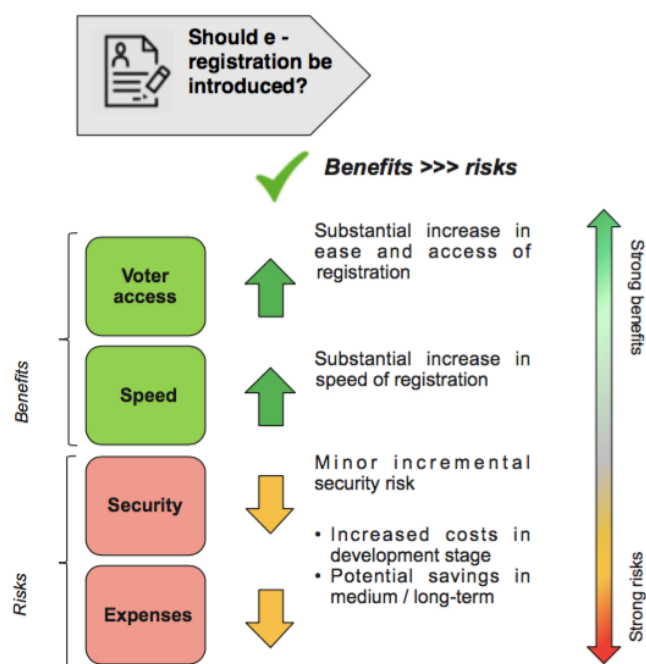 Should e -
registration be
introduced?
Benefits >>> risks
Substantial increase in
ease and access of
registration
Voter
access
Substantial increase in
speed of registration
Speed
Benefits
Minor incremental
security risk
Security
• Increased costs in
development stage
• Potential savings in
medium / long-term
Expenses
Risks
Strong benefits
Strong risks